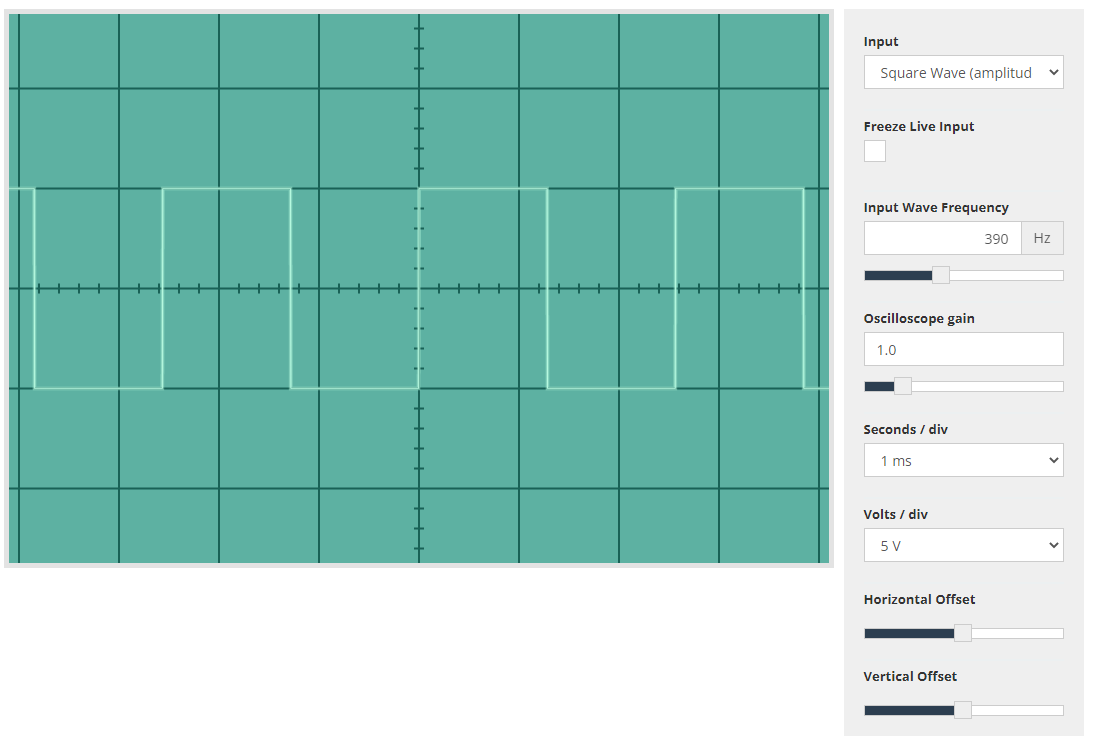 Input
Square Wave (amplitud
Freeze Live Input
Input Wave Frequency
390 Hz
Oscilloscope gain
1.0
Seconds / div
1 ms
Volts / div
5 V
Horizontal Offset
Vertical Offset